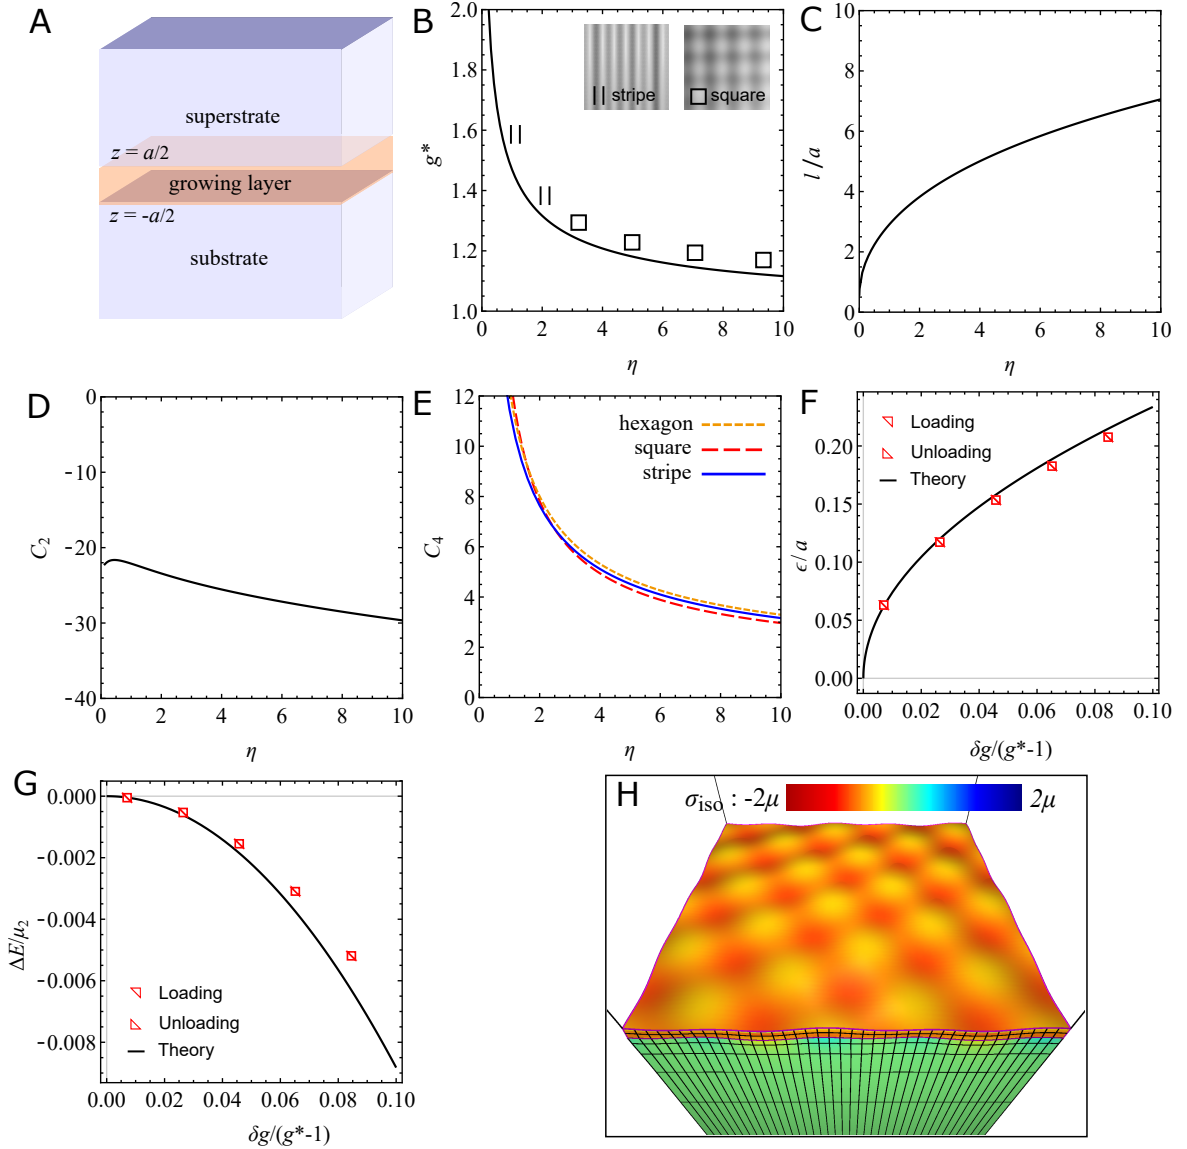 A
superstrate
z = a/2
growing layer
z = -a/2
substrate
B
2.0
1.8
1.6
1.4
1.2
1.0
g*
|| stripe
□ square
0
2
4
6
8
10
η
C
10
8
6
4
2
0
l/a
0
2
4
6
8
10
η
D
0
-10
-20
-30
-40
C₂
0
2
4
6
8
10
η
E
12
10
8
6
4
2
0
C₄
hexagon
square
stripe
0
2
4
6
8
10
η
F
0.20
0.15
0.10
0.05
0.00
ϵ/a
Loading
Unloading
Theory
0.00
0.02
0.04
0.06
0.08
0.10
δg/(g*-1)
G
0.000
-0.002
-0.004
-0.006
-0.008
ΔE/μ₂
Loading
Unloading
Theory
0.00
0.02
0.04
0.06
0.08
0.10
δg/(g*-1)
H
σiso : -2μ
2μ